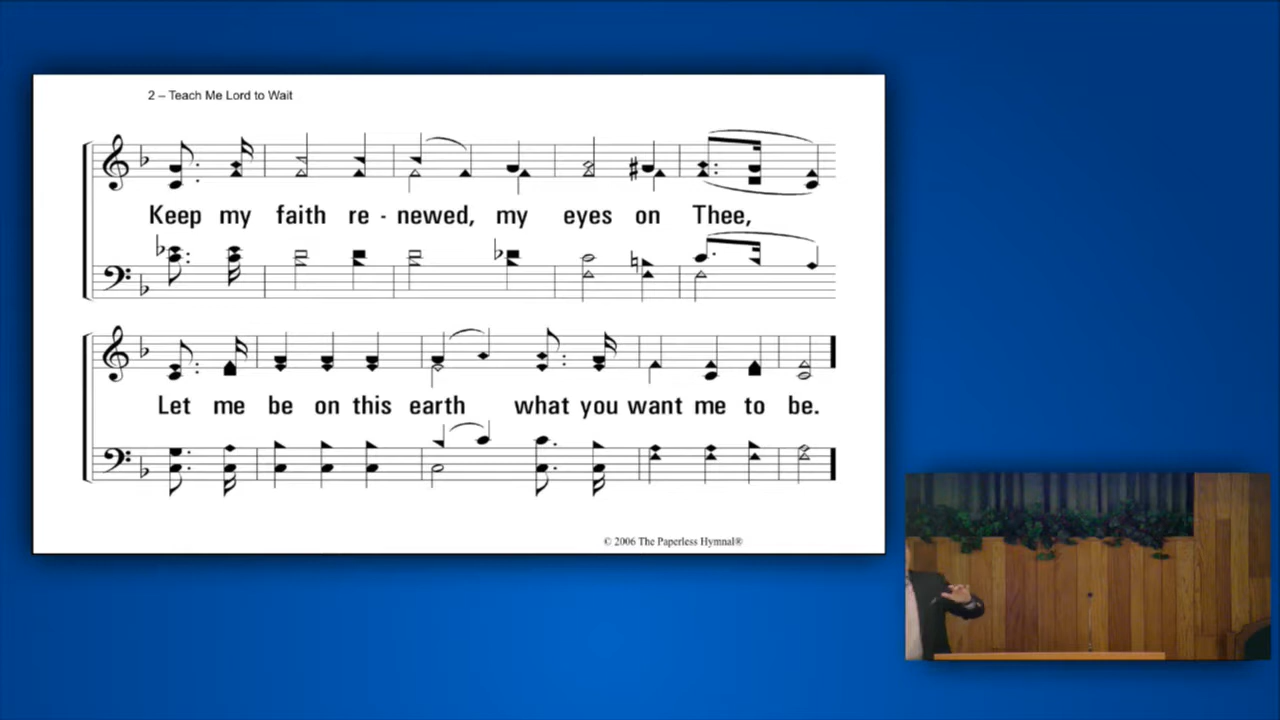 2 – Teach Me Lord to Wait
Keep my faith re - newed, my eyes on Thee,
Let me be on this earth what you want me to be.
© 2006 The Paperless Hymnal®